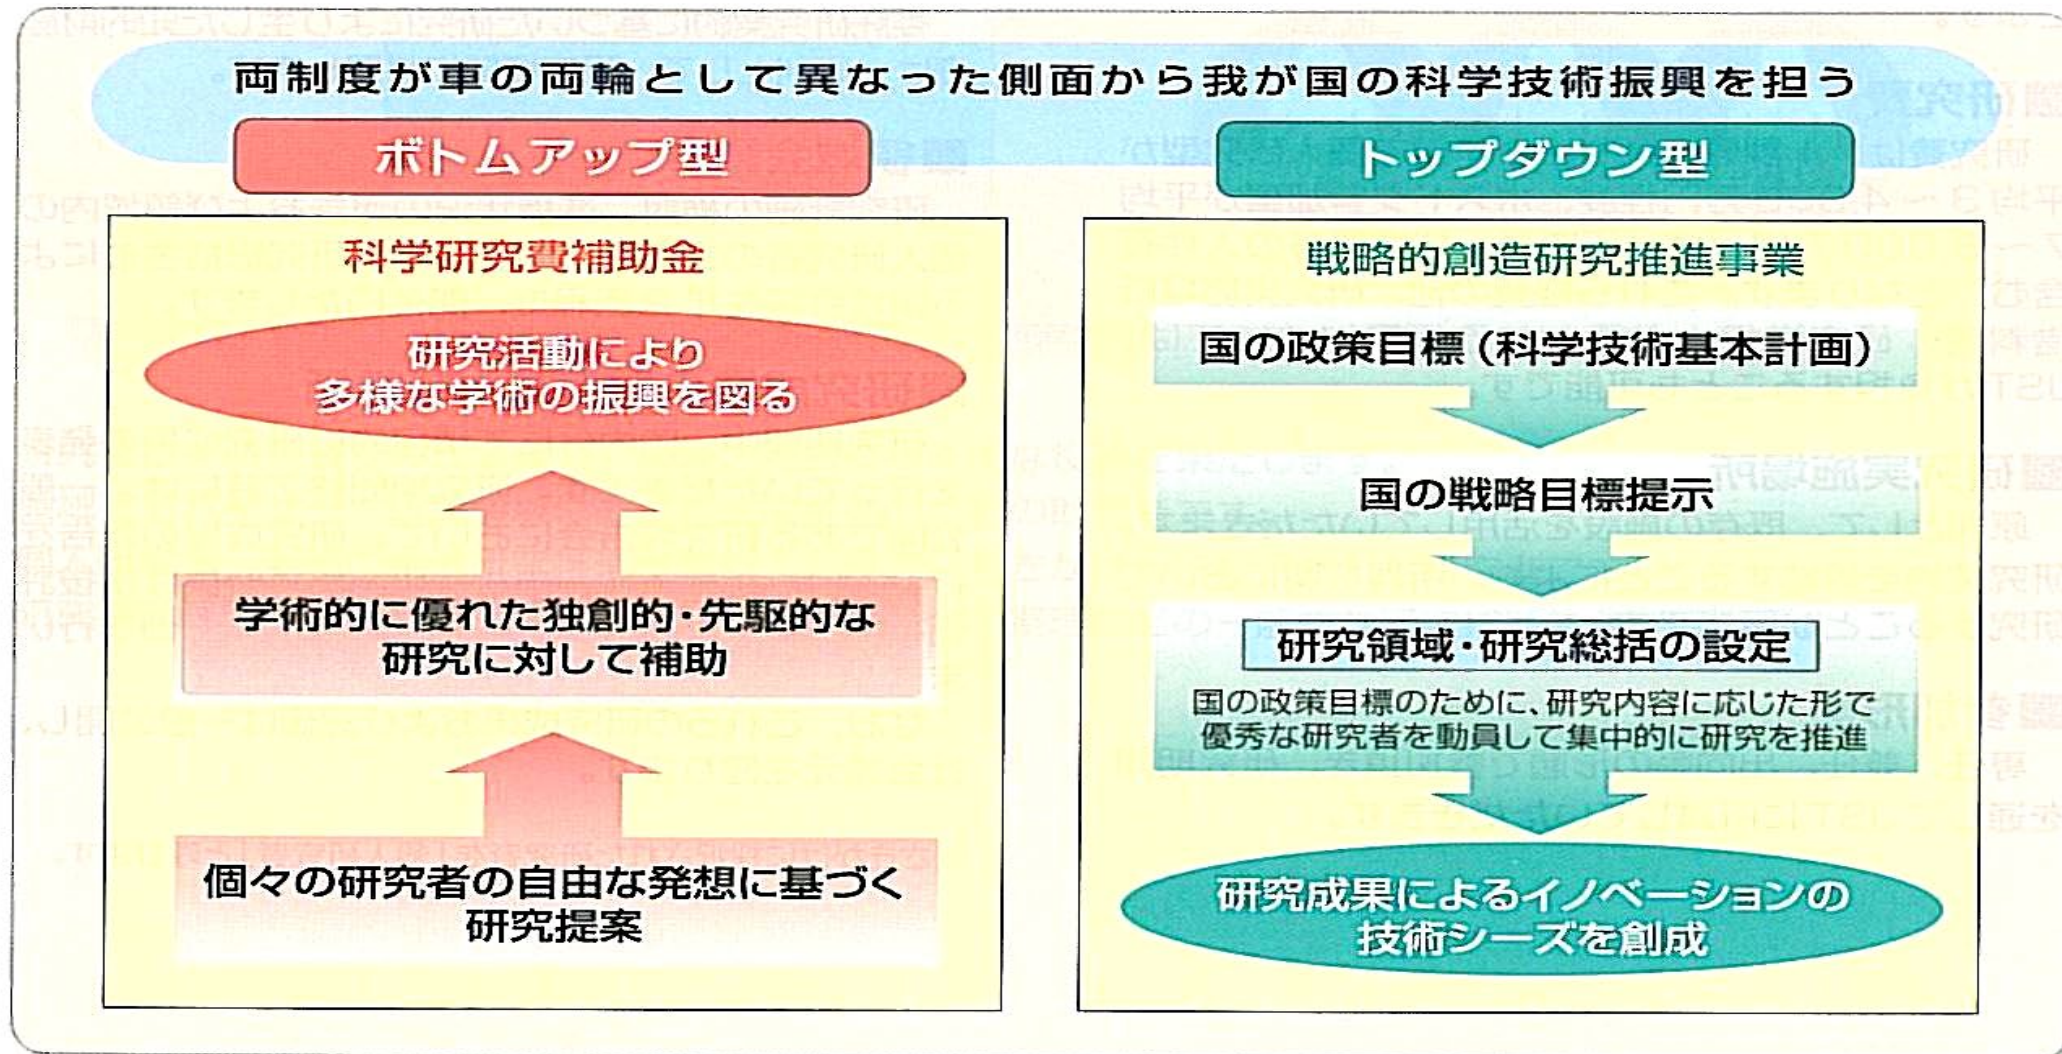 両制度が車の両輪として異なった側面から我が国の科学技術振興を担う
ボトムアップ型
科学研究費補助金
研究活動により
多様な学術の振興を図る
学術的に優れた独創的・先駆的な
研究に対して補助
個々の研究者の自由な発想に基づく
研究提案
トップダウン型
戦略的創造研究推進事業
国の政策目標（科学技術基本計画）
国の戦略目標提示
研究領域・研究総括の設定
国の政策目標のために、研究内容に応じた形で
優秀な研究者を動員して集中的に研究を推進
研究成果によるイノベーションの
技術シーズを創成